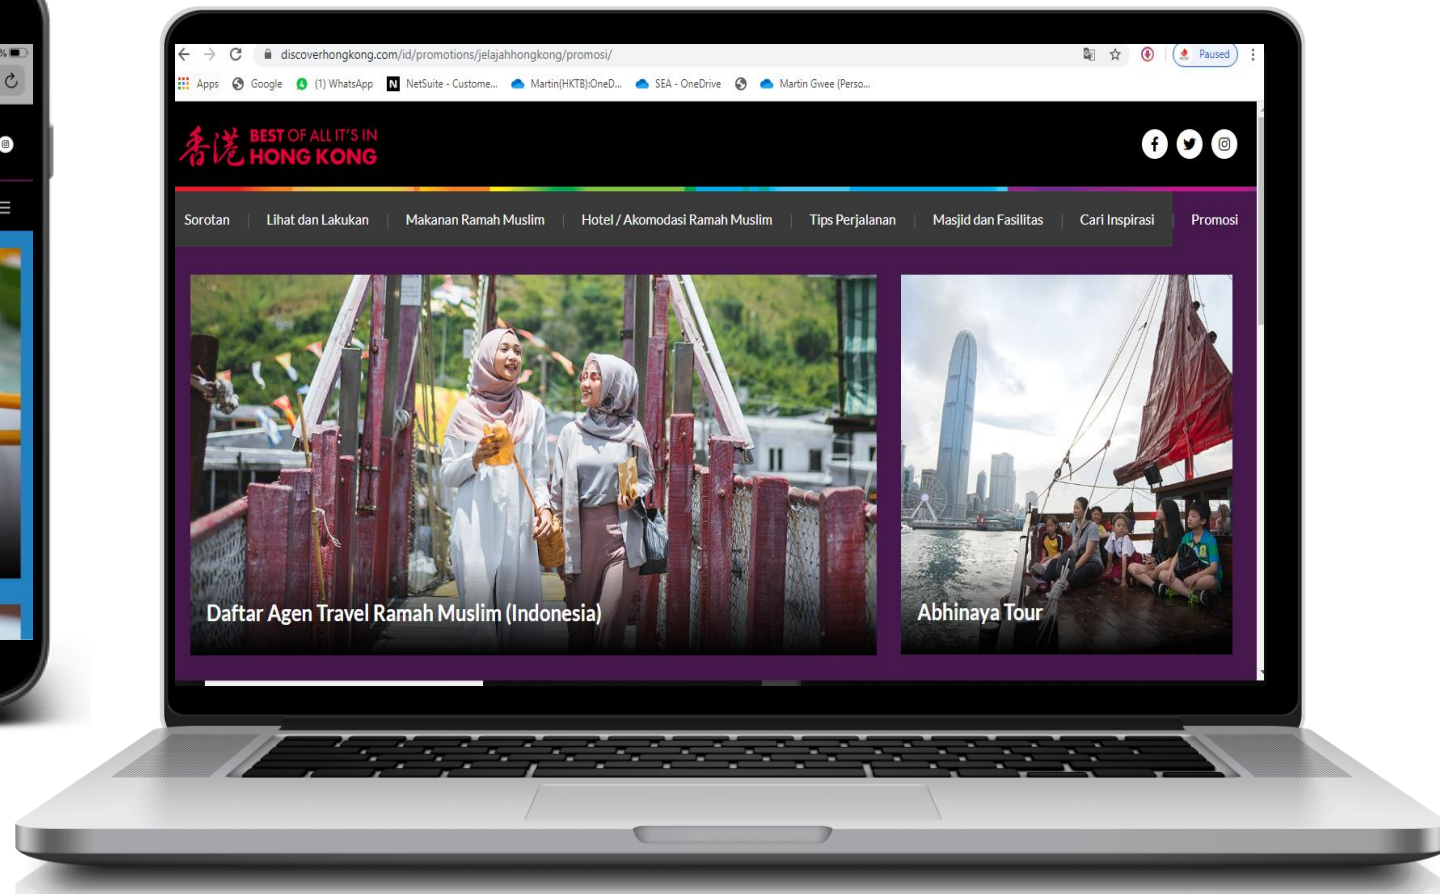 %
discoverhongkong.com/id/promotions/jelajahhongkong/promosi/
Paused
Apps
Google
(1) WhatsApp
NetSuite - Custome...
Martin(HKTB):OneD...
SEA - OneDrive
Martin Gwee (Perso...
香港 BEST OF ALL IT'S IN
HONG KONG
Sorotan
Lihat dan Lakukan
Makanan Ramah Muslim
Hotel / Akomodasi Ramah Muslim
Tips Perjalanan
Masjid dan Fasilitas
Cari Inspirasi
Promosi
Daftar Agen Travel Ramah Muslim (Indonesia)
Abhinaya Tour